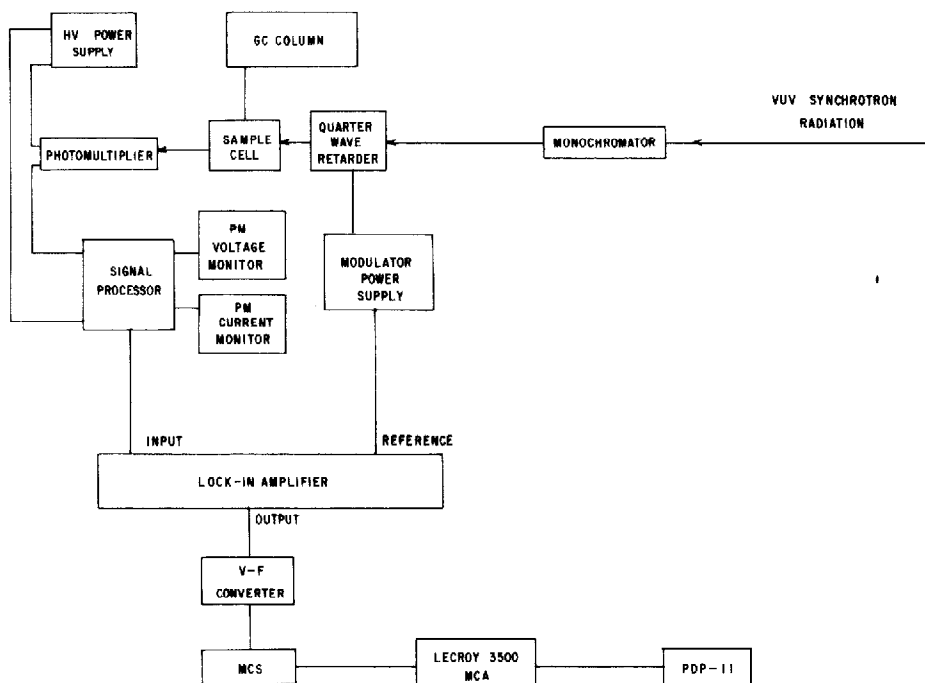 HV POWER
SUPPLY
GC COLUMN
VUV SYNCHROTRON
RADIATION
PHOTOMULTIPLIER
SAMPLE
CELL
QUARTER
WAVE
RETARDER
MONOCHROMATOR
SIGNAL
PROCESSOR
PM
VOLTAGE
MONITOR
PM
CURRENT
MONITOR
MODULATOR
POWER
SUPPLY
INPUT
REFERENCE
LOCK-IN AMPLIFIER
OUTPUT
V-F
CONVERTER
MCS
LECROY 3500
MCA
PDP-11